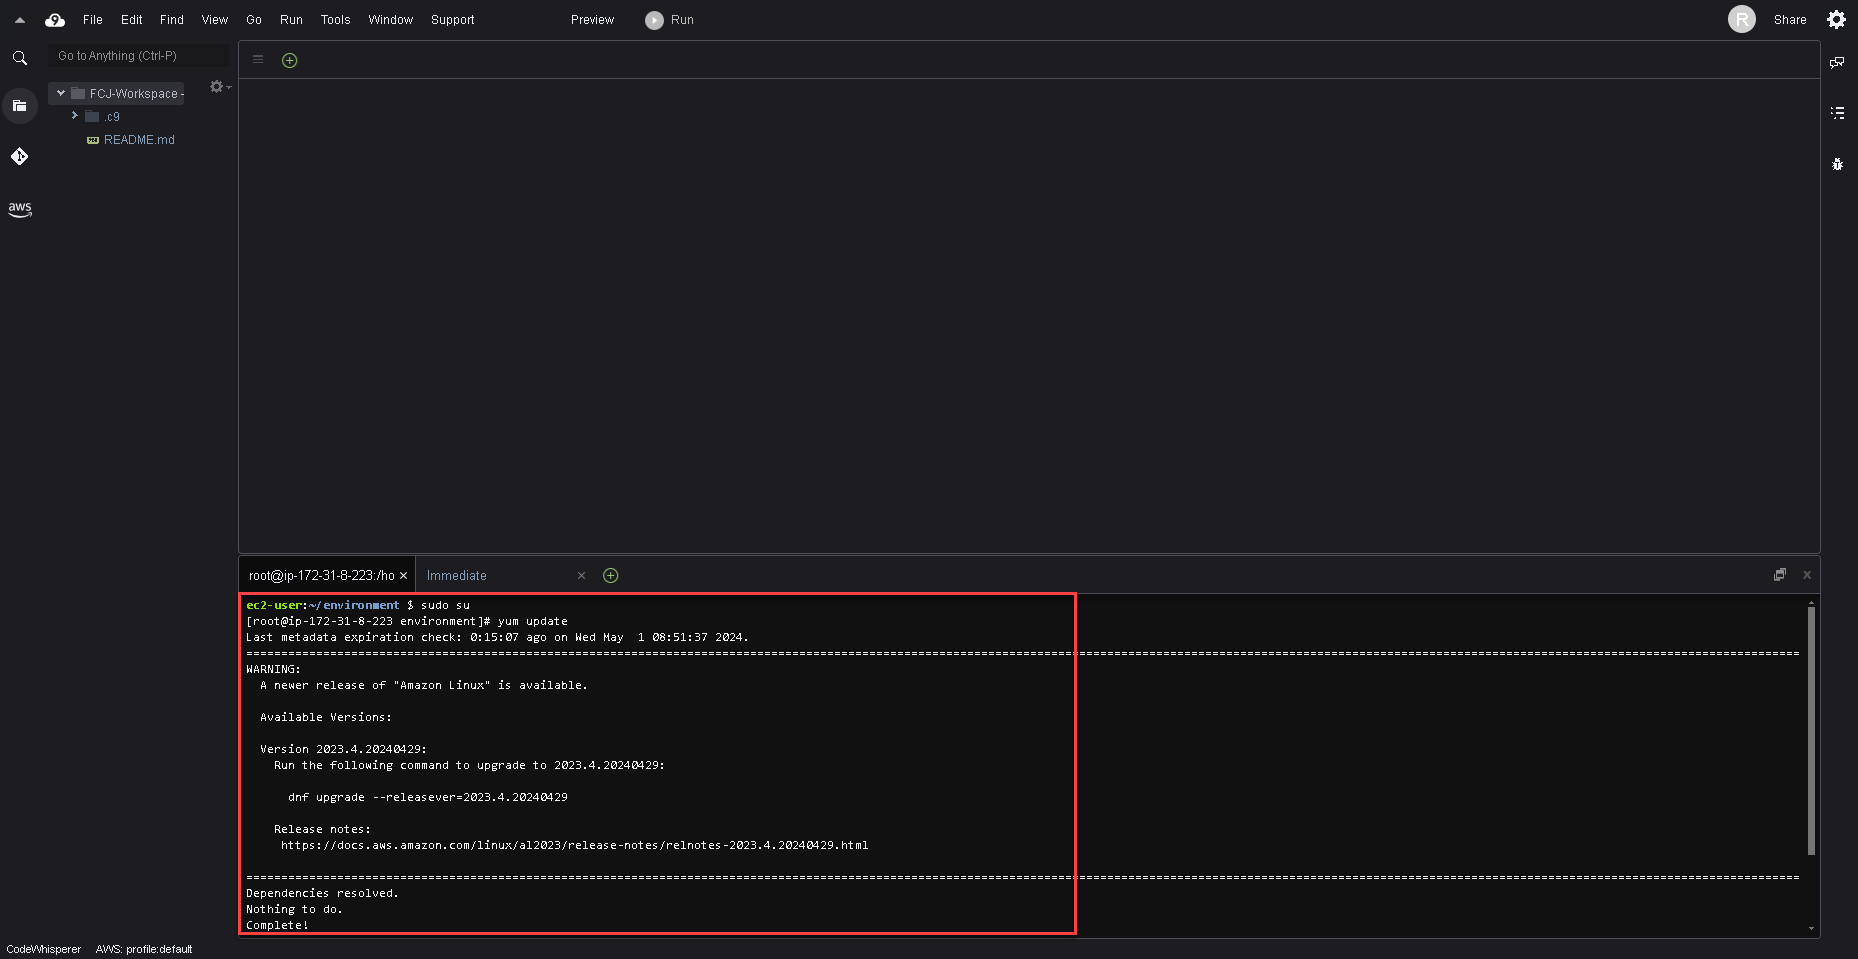 9 File Edit Find View Go Run Tools Window Support Preview Run R Share
Go to Anything (Ctrl-P)
FCJ-Workspace -
.c9
README.md
aws
root@ip-172-31-8-223:/ho × Immediate ×
ec2-user:~/environment $ sudo su
[root@ip-172-31-8-223 environment]# yum update
Last metadata expiration check: 0:15:07 ago on Wed May  1 08:51:37 2024.
WARNING:
A newer release of "Amazon Linux" is available.
Available Versions:
Version 2023.4.20240429:
Run the following command to upgrade to 2023.4.20240429:
dnf upgrade --releasever=2023.4.20240429
Release notes:
https://docs.aws.amazon.com/linux/al2023/release-notes/relnotes-2023.4.20240429.html
Dependencies resolved.
Nothing to do.
Complete!
CodeWhisperer AWS: profile:default